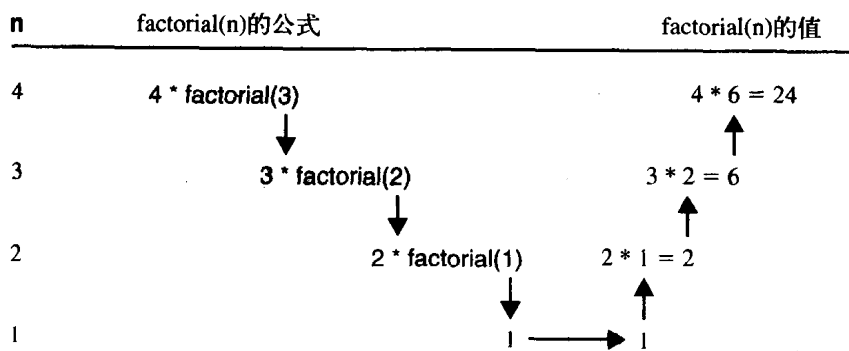 n factorial(n)的公式 factorial(n)的值
4 4 * factorial(3) 4 * 6 = 24
3 3 * factorial(2) 3 * 2 = 6
2 2 * factorial(1) 2 * 1 = 2
1 1 1